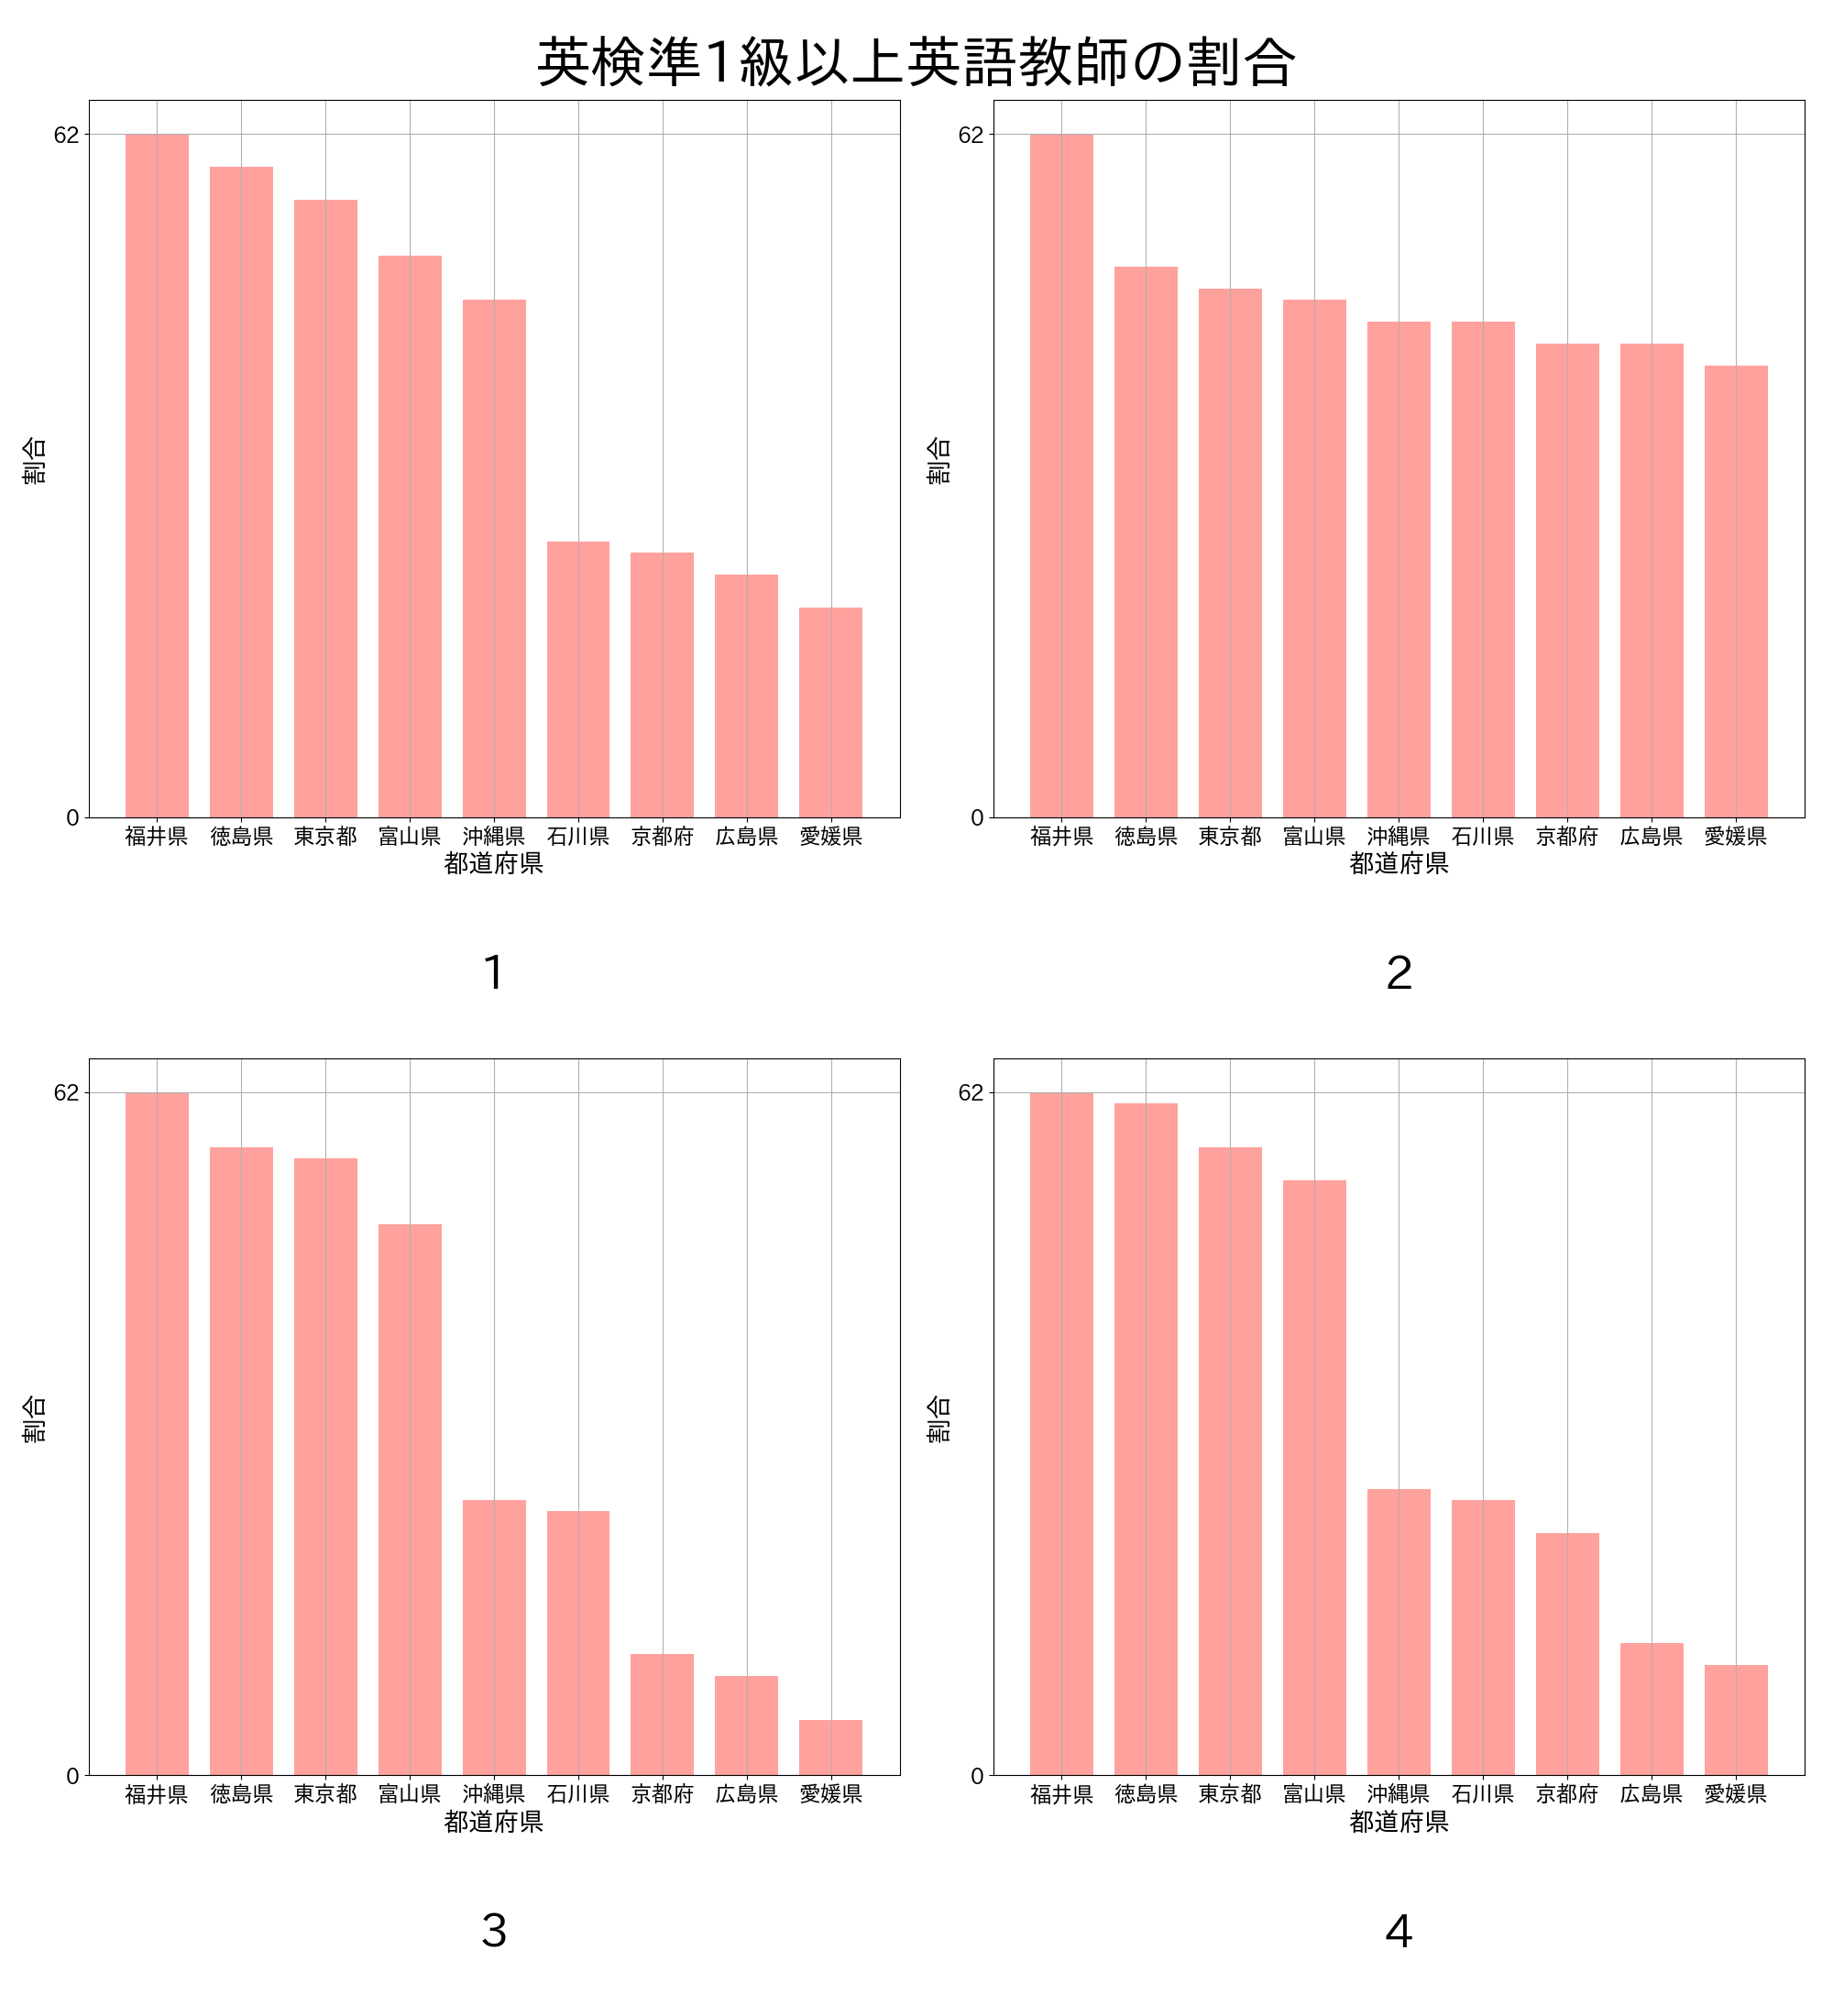 英検準1級以上英語教師の割合
62
0
割合
福井県 徳島県 東京都 富山県 沖縄県 石川県 京都府 広島県 愛媛県
都道府県
1
62
0
割合
福井県 徳島県 東京都 富山県 沖縄県 石川県 京都府 広島県 愛媛県
都道府県
2
62
0
割合
福井県 徳島県 東京都 富山県 沖縄県 石川県 京都府 広島県 愛媛県
都道府県
3
62
0
割合
福井県 徳島県 東京都 富山県 沖縄県 石川県 京都府 広島県 愛媛県
都道府県
4